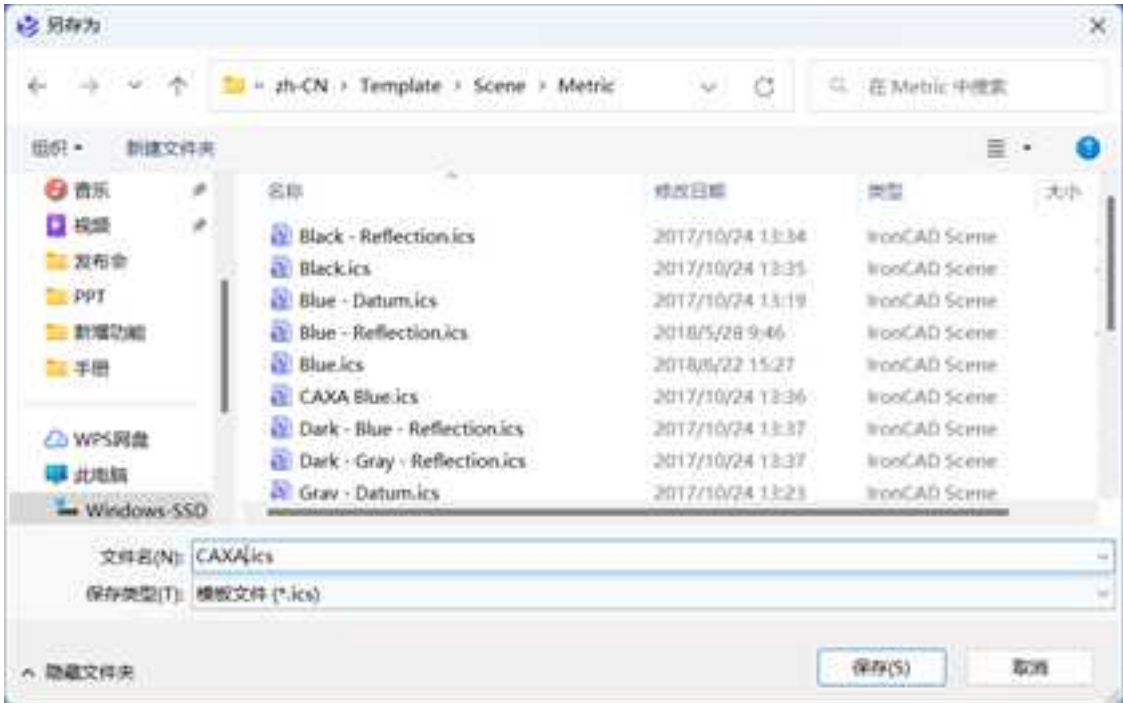 另存为
zh-CN › Template › Scene › Metric
在 Metric 中搜索
组织
新建文件夹
音乐
视频
发布会
PPT
新增功能
手册
WPS网盘
此电脑
Windows-SSD
名称 修改日期 类型 大小
Black - Reflection.ics 2017/10/24 13:34 IronCAD Scene
Black.ics 2017/10/24 13:35 IronCAD Scene
Blue - Datum.ics 2017/10/24 13:19 IronCAD Scene
Blue - Reflection.ics 2018/5/28 9:46 IronCAD Scene
Blue.ics 2018/6/22 15:27 IronCAD Scene
CAXA Blue.ics 2017/10/24 13:36 IronCAD Scene
Dark - Blue - Reflection.ics 2017/10/24 13:37 IronCAD Scene
Dark - Gray - Reflection.ics 2017/10/24 13:37 IronCAD Scene
Gray - Datum.ics 2017/10/24 13:23 IronCAD Scene
文件名(N): CAXA.ics
保存类型(T): 模板文件 (*.ics)
隐藏文件夹
保存(S)
取消